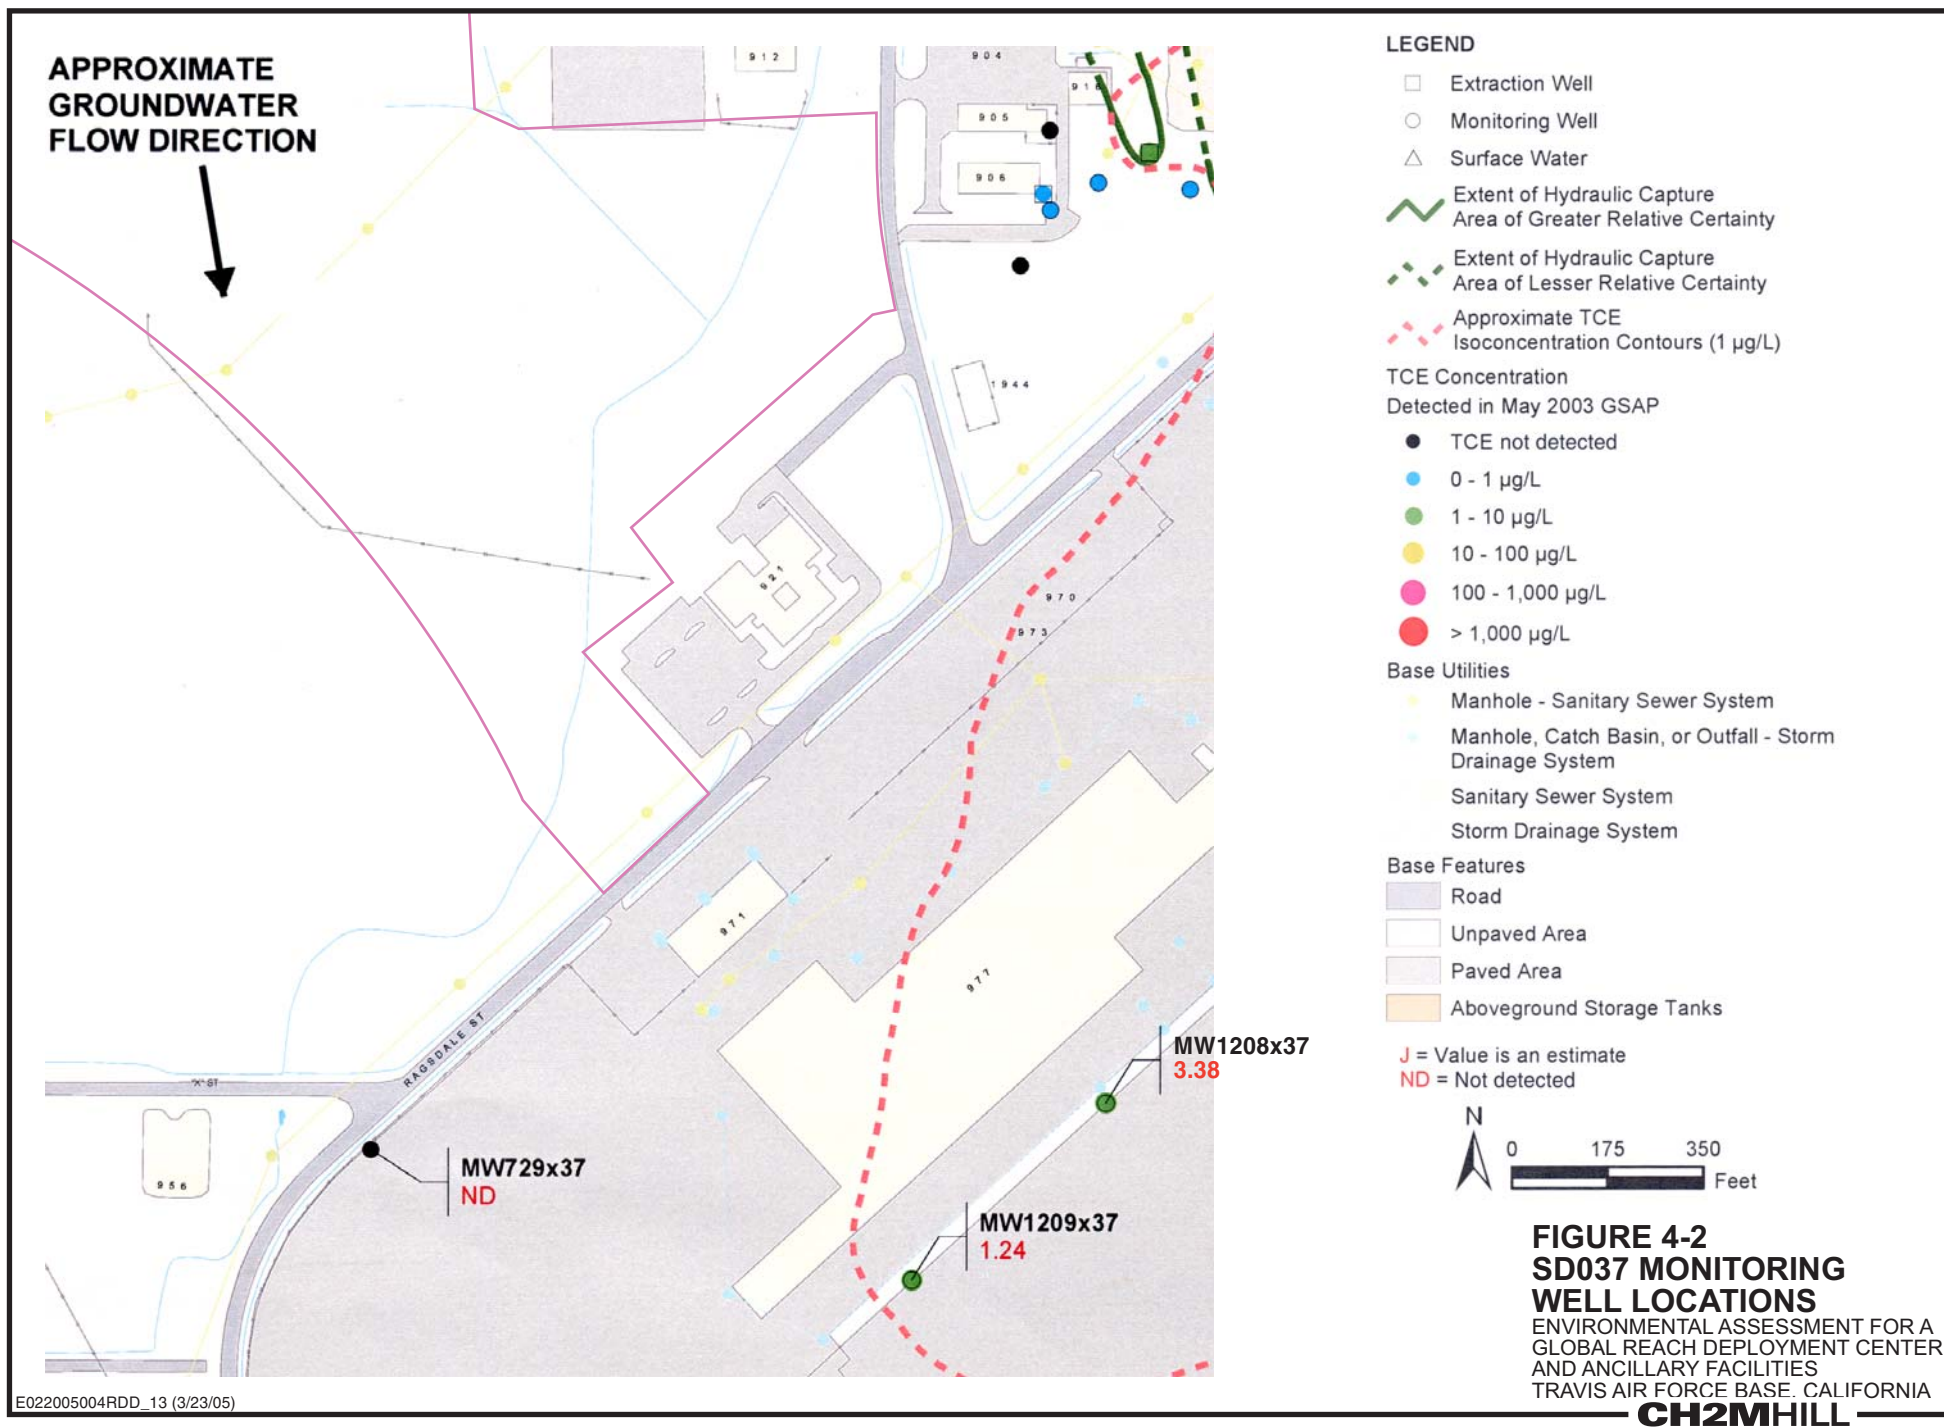 APPROXIMATE
GROUNDWATER
FLOW DIRECTION
912
904
916
905
906
1944
921
970
973
971
977
RAGSDALE ST
"X" ST
956
MW729x37
ND
MW1208x37
3.38
MW1209x37
1.24
LEGEND
Extraction Well
Monitoring Well
Surface Water
Extent of Hydraulic Capture
Area of Greater Relative Certainty
Extent of Hydraulic Capture
Area of Lesser Relative Certainty
Approximate TCE
Isoconcentration Contours (1 µg/L)
TCE Concentration
Detected in May 2003 GSAP
TCE not detected
0 - 1 µg/L
1 - 10 µg/L
10 - 100 µg/L
100 - 1,000 µg/L
> 1,000 µg/L
Base Utilities
Manhole - Sanitary Sewer System
Manhole, Catch Basin, or Outfall - Storm
Drainage System
Sanitary Sewer System
Storm Drainage System
Base Features
Road
Unpaved Area
Paved Area
Aboveground Storage Tanks
J = Value is an estimate
ND = Not detected
N
0 175 350
Feet
FIGURE 4-2
SD037 MONITORING
WELL LOCATIONS
ENVIRONMENTAL ASSESSMENT FOR A
GLOBAL REACH DEPLOYMENT CENTER
AND ANCILLARY FACILITIES
TRAVIS AIR FORCE BASE, CALIFORNIA
CH2MHILL
E022005004RDD_13 (3/23/05)